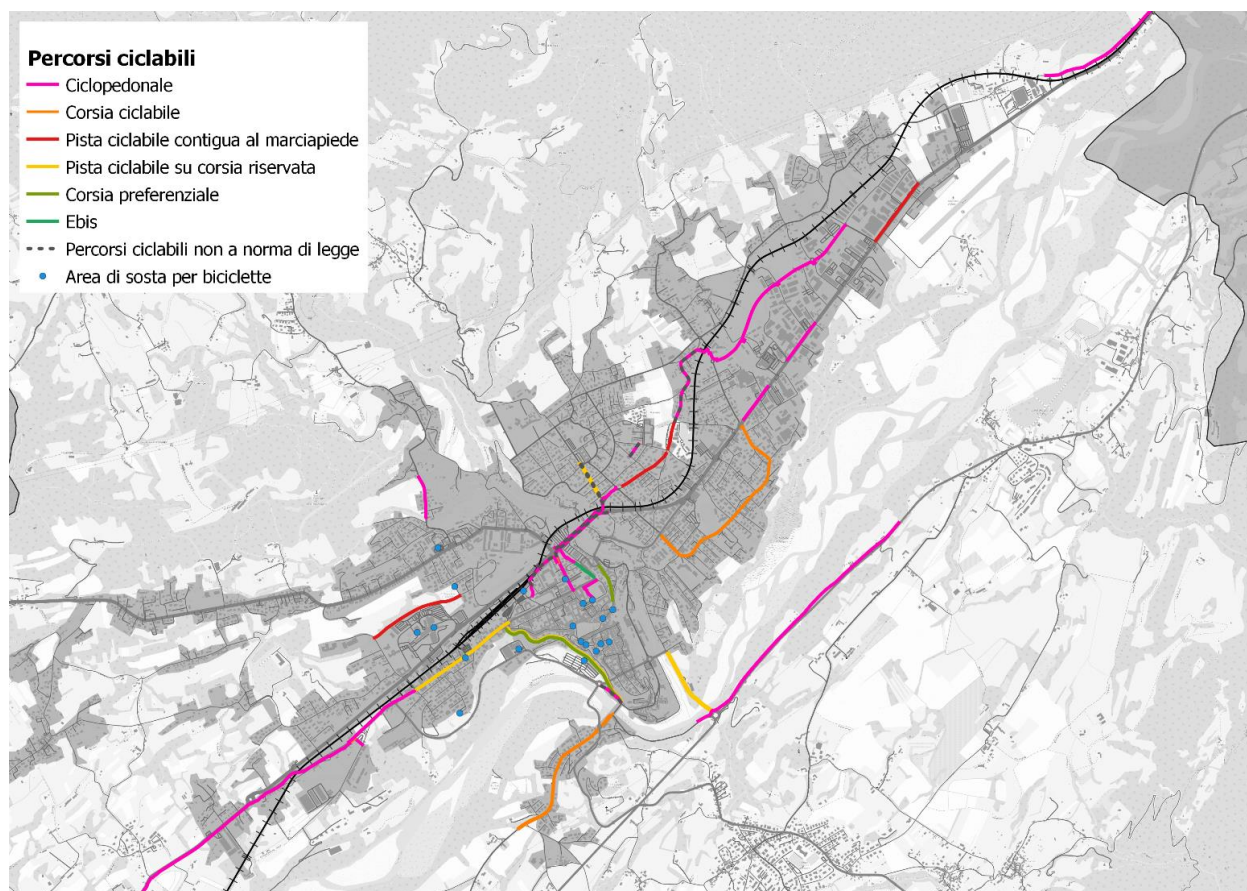 Percorsi ciclabili
Ciclopedonale
Corsia ciclabile
Pista ciclabile contigua al marciapiede
Pista ciclabile su corsia riservata
Corsia preferenziale
Ebis
Percorsi ciclabili non a norma di legge
Area di sosta per biciclette